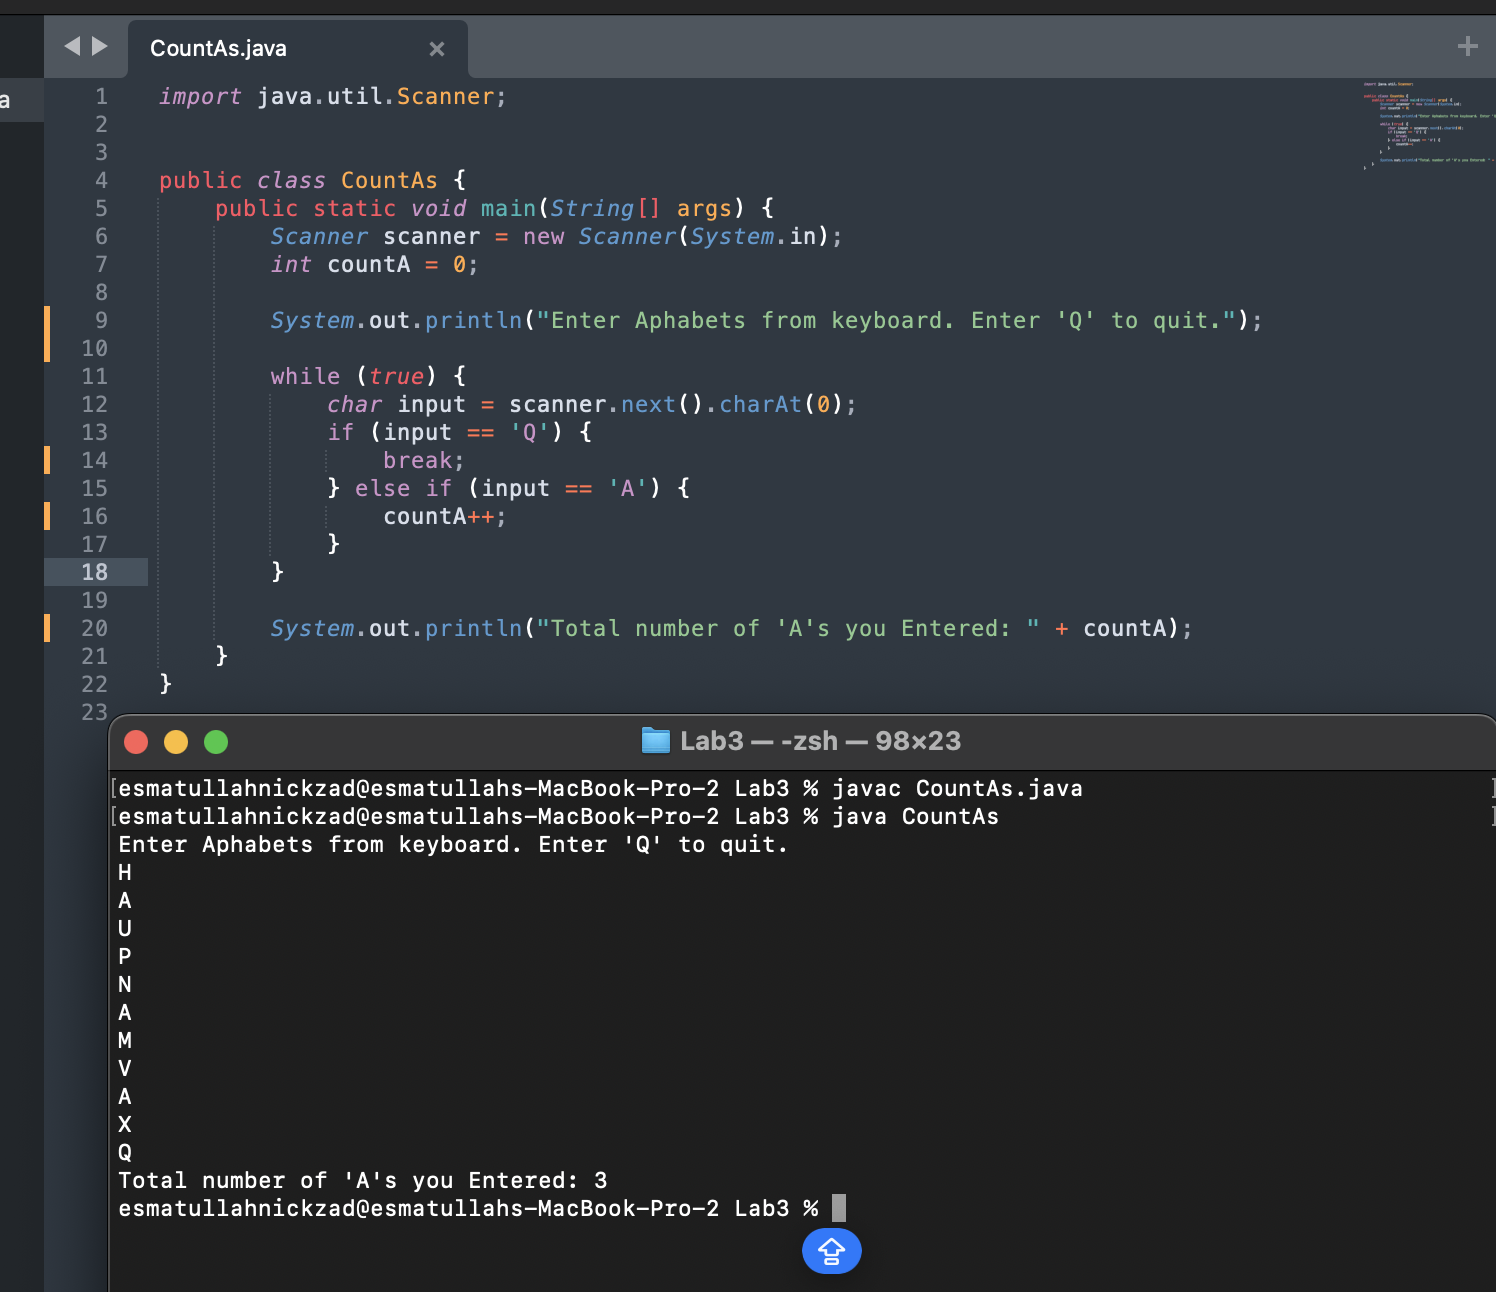 a
CountAs.java
1 import java.util.Scanner;
2
3
4 public class CountAs {
5 public static void main(String[] args) {
6 Scanner scanner = new Scanner(System.in);
7 int countA = 0;
8
9 System.out.println("Enter Aphabets from keyboard. Enter 'Q' to quit.");
10
11 while (true) {
12 char input = scanner.next().charAt(0);
13 if (input == 'Q') {
14 break;
15 } else if (input == 'A') {
16 countA++;
17 }
18 }
19
20 System.out.println("Total number of 'A's you Entered: " + countA);
21 }
22 }
23
Lab3 — -zsh — 98×23
[esmatullahnickzad@esmatullahs-MacBook-Pro-2 Lab3 % javac CountAs.java ]
[esmatullahnickzad@esmatullahs-MacBook-Pro-2 Lab3 % java CountAs ]
Enter Aphabets from keyboard. Enter 'Q' to quit.
H
A
U
P
N
A
M
V
A
X
Q
Total number of 'A's you Entered: 3
esmatullahnickzad@esmatullahs-MacBook-Pro-2 Lab3 %